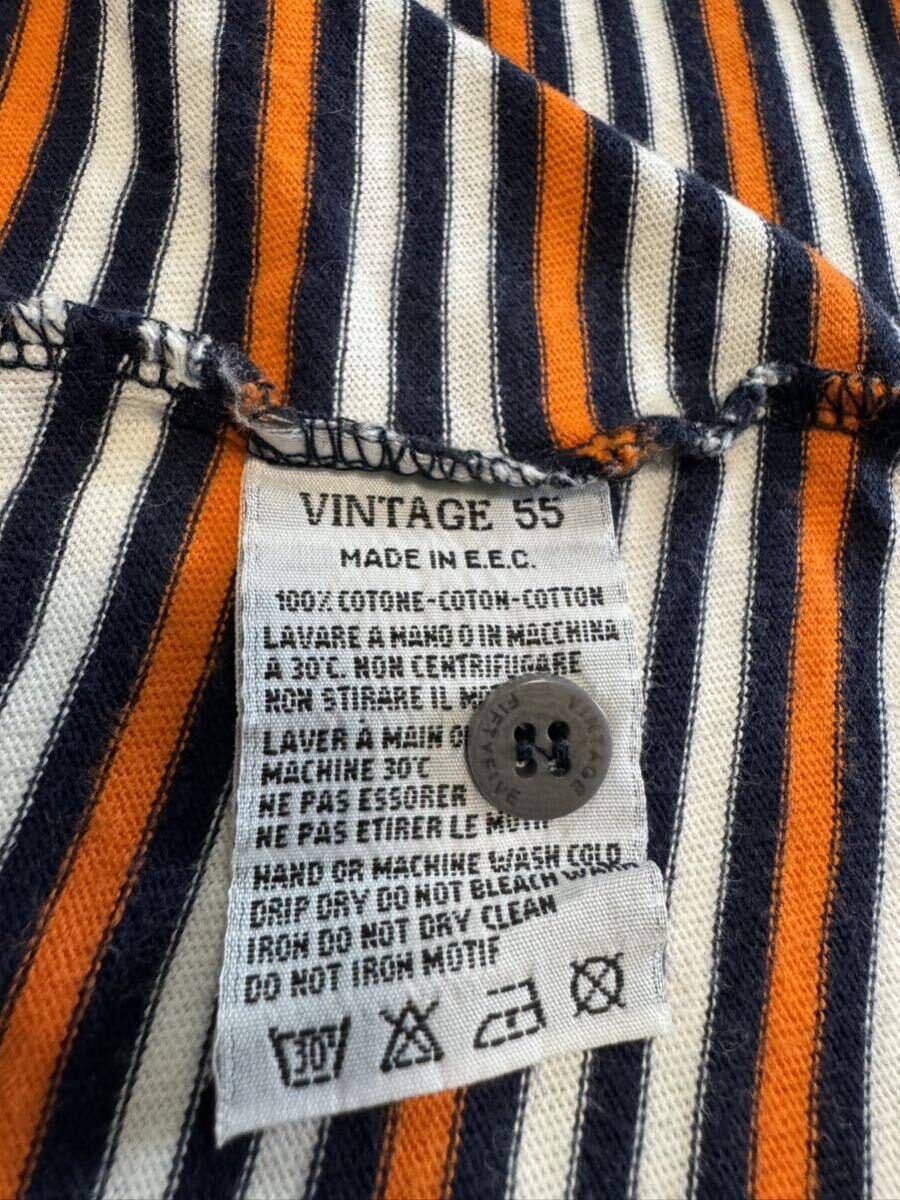 VINTAGE 55
MADE IN E.E.C.
100% COTONE-COTON-COTTON
LAVARE A MANO O IN MACCHINA
A 30°C. NON CENTRIFUGARE
NON STIRARE IL
LAVER À MAIN
MACHINE 30°C
NE PAS ESSORER
NE PAS ETIRER LE MOTIF
HAND OR MACHINE WASH COLD
DRIP DRY DO NOT BLEACH
IRON DO NOT DRY CLEAN
DO NOT IRON MOTIF
30°
VINTAGE
FIFTYFIVE